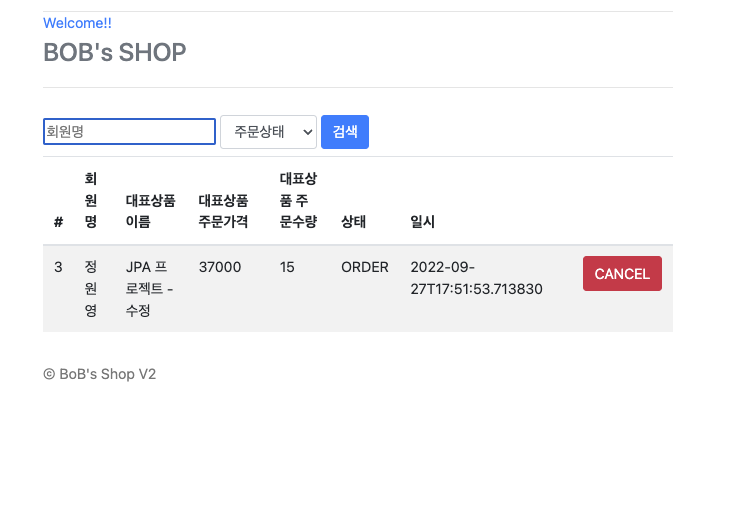 Welcome!!
BOB's SHOP
회원명 주문상태 검색
# 회원명 대표상품 이름 대표상품 주문가격 대표상품 주문수량 상태 일시
3 정원영 JPA 프로젝트 - 수정 37000 15 ORDER 2022-09-27T17:51:53.713830 CANCEL
© BoB's Shop V2